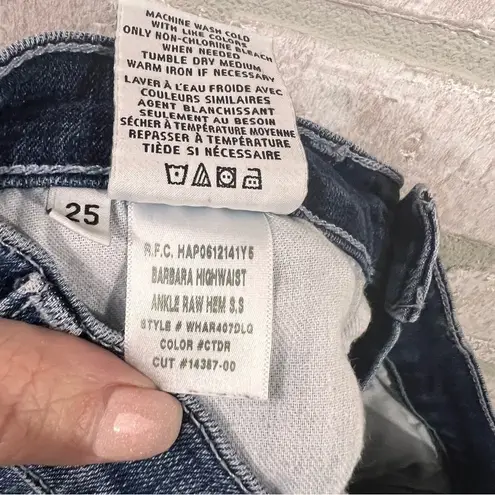 MACHINE WASH COLD
WITH LIKE COLORS
ONLY NON-CHLORINE BLEACH
WHEN NEEDED
TUMBLE DRY MEDIUM
WARM IRON IF NECESSARY
LAVER À L'EAU FROIDE AVEC
COULEURS SIMILAIRES
AGENT BLANCHISSANT
SEULEMENT AU BESOIN
SÉCHER À TEMPÉRATURE MOYENNE
REPASSER À TEMPÉRATURE
TIÈDE SI NÉCESSAIRE
25
R.F.C. HAP0612141Y5
BARBARA HIGHWAIST
ANKLE RAW HEM S.S
STYLE # WHAR407DLQ
COLOR #CTDR
CUT #14387-00